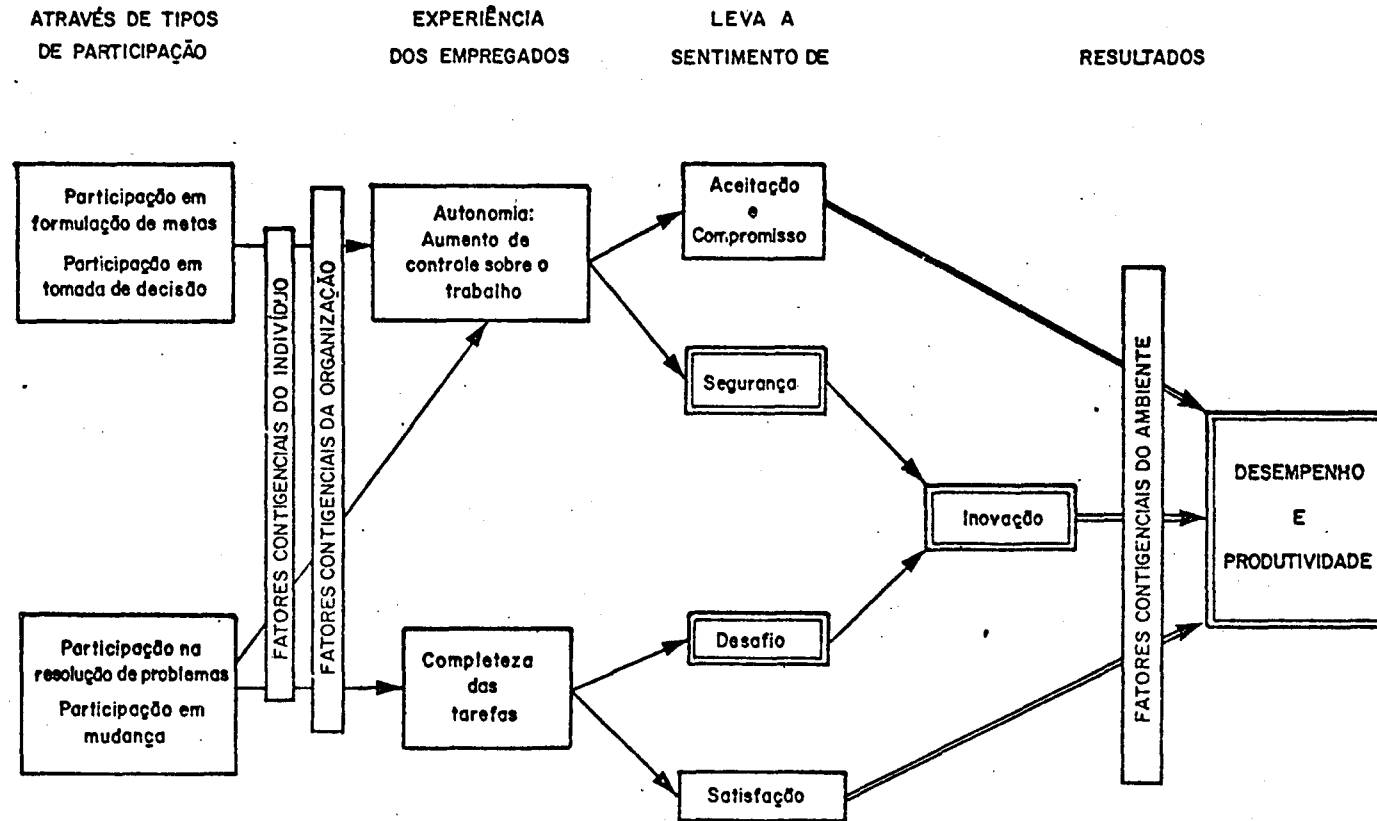 ATRAVÉS DE TIPOS
DE PARTICIPAÇÃO
EXPERIÊNCIA
DOS EMPREGADOS
LEVA A
SENTIMENTO DE
RESULTADOS
Participação em
formulação de metas
Participação em
tomada de decisão
Participação na
resolução de problemas
Participação em
mudança
FATORES CONTIGENCIAIS DO INDIVÍDUO
FATORES CONTIGENCIAIS DA ORGANIZAÇÃO
Autonomia:
Aumento de
controle sobre o
trabalho
Completeza
das
tarefas
Aceitação
e
Compromisso
Segurança
Desafio
Satisfação
Inovação
FATORES CONTIGENCIAIS DO AMBIENTE
DESEMPENHO
E
PRODUTIVIDADE